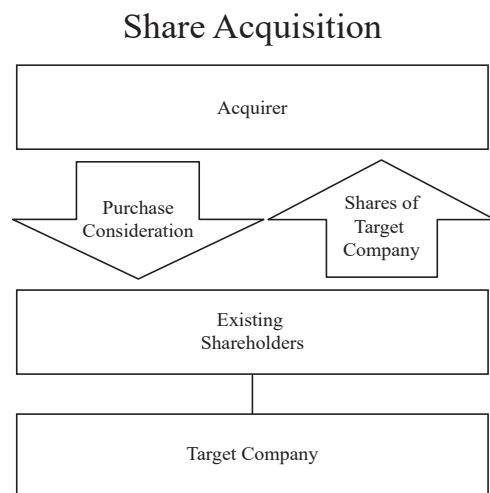 Share Acquisition
Acquirer
Purchase
Consideration
Shares of
Target
Company
Existing
Shareholders
Target Company